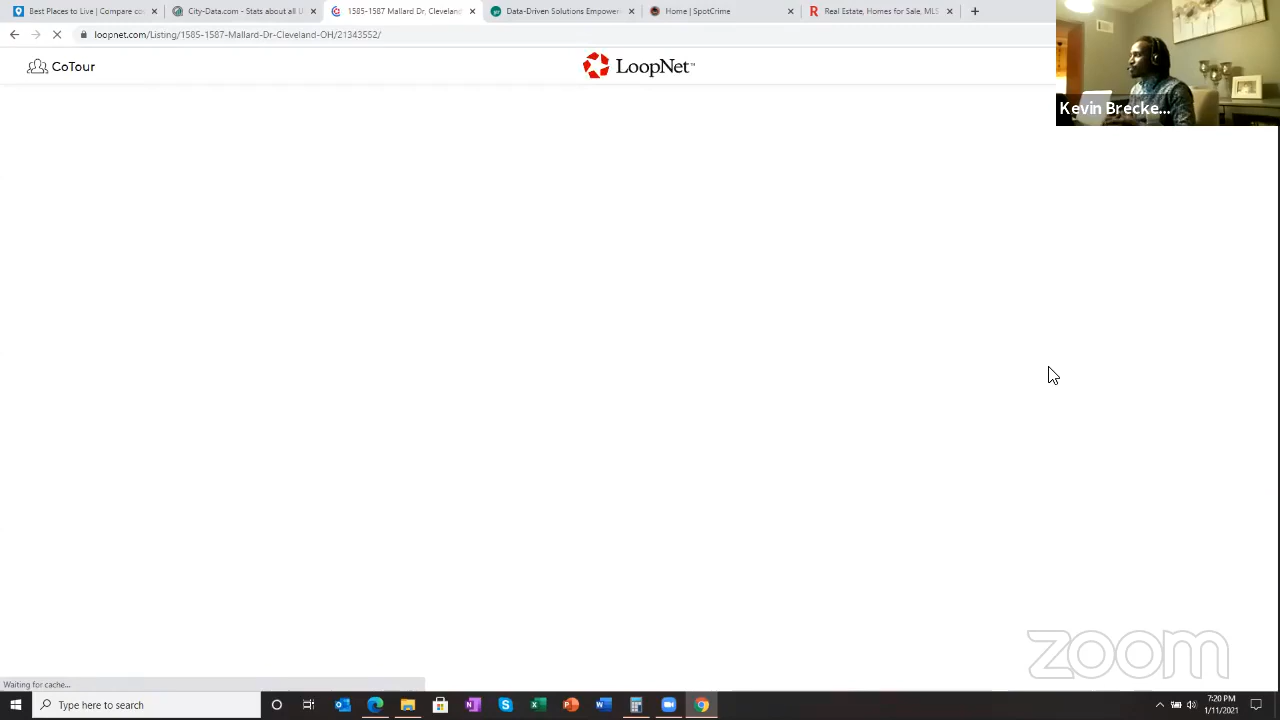 Best Places to Live | Compare co
City-Data.com - Stats about all U
1585-1587 Mallard Dr, Cleveland
Data-Driven Solutions Empower
Home | SpotCrime
Real Estate, Homes for Sale, MLS
loopnet.com/Listing/1585-1587-Mallard-Dr-Cleveland-OH/21343552/
CoTour
LoopNet™
Kevin Brecke...
zoom
Waiting for cache...
Type here to search
7:20 PM
1/11/2021